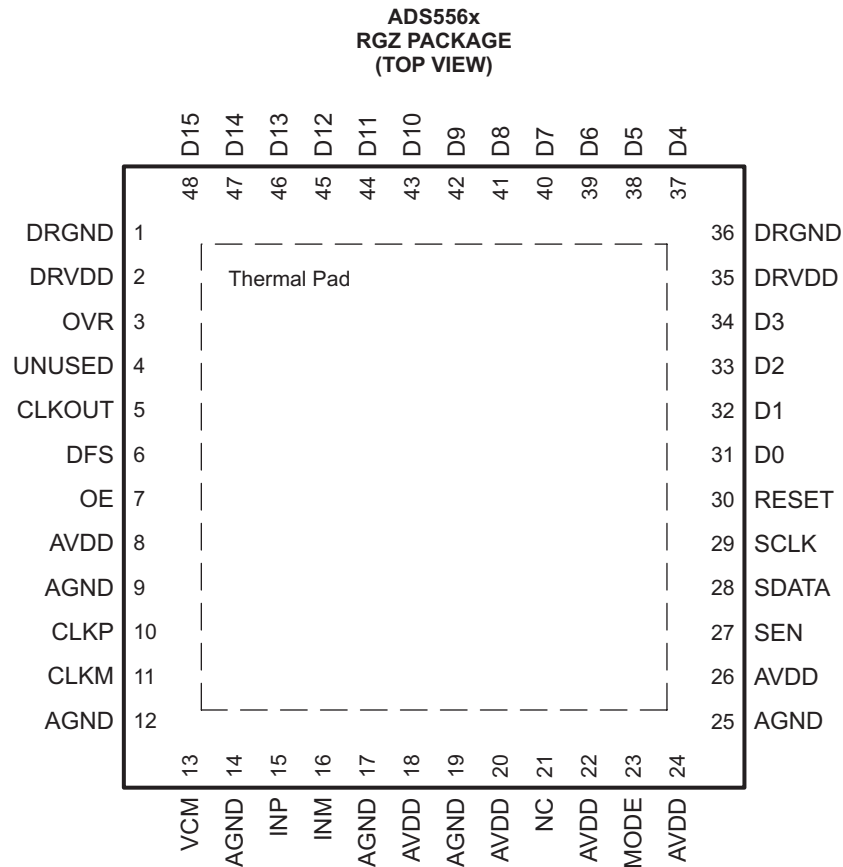 ADS556x
RGZ PACKAGE
(TOP VIEW)
D15 D14 D13 D12 D11 D10 D9 D8 D7 D6 D5 D4
48 47 46 45 44 43 42 41 40 39 38 37
DRGND 1 36 DRGND
DRVDD 2 Thermal Pad 35 DRVDD
OVR 3 34 D3
UNUSED 4 33 D2
CLKOUT 5 32 D1
DFS 6 31 D0
OE 7 30 RESET
AVDD 8 29 SCLK
AGND 9 28 SDATA
CLKP 10 27 SEN
CLKM 11 26 AVDD
AGND 12 25 AGND
13 14 15 16 17 18 19 20 21 22 23 24
VCM AGND INP INM AGND AVDD AGND AVDD NC AVDD MODE AVDD